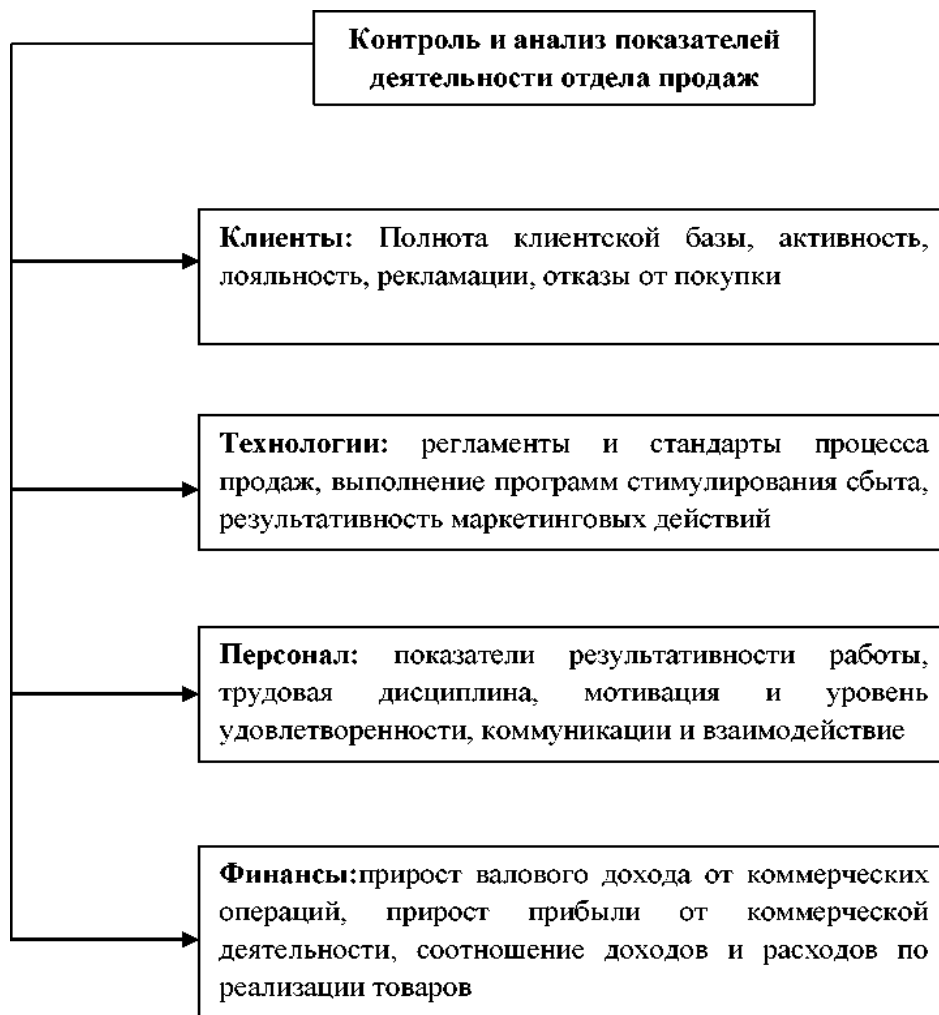 Контроль и анализ показателей
деятельности отдела продаж
Клиенты: Полнота клиентской базы, активность,
лояльность, рекламации, отказы от покупки
Технологии: регламенты и стандарты процесса
продаж, выполнение программ стимулирования сбыта,
результативность маркетинговых действий
Персонал: показатели результативности работы,
трудовая дисциплина, мотивация и уровень
удовлетворенности, коммуникации и взаимодействие
Финансы:прирост валового дохода от коммерческих
операций, прирост прибыли от коммерческой
деятельности, соотношение доходов и расходов по
реализации товаров